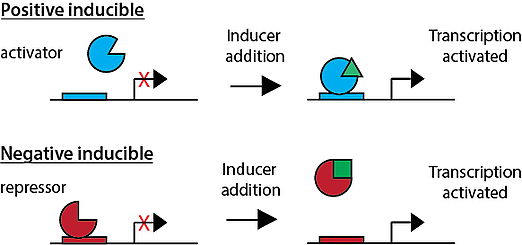 Positive inducible
activator
Inducer
addition
Transcription
activated
X
Negative inducible
repressor
Inducer
addition
Transcription
activated
X